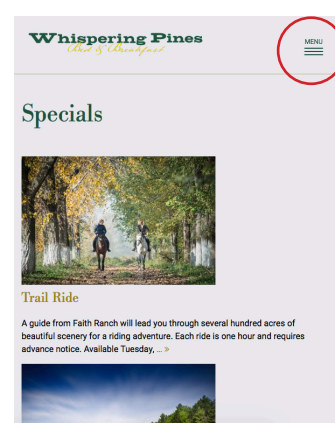 Whispering Pines
Bed & Breakfast
MENU
Specials
Trail Ride
A guide from Faith Ranch will lead you through several hundred acres of
beautiful scenery for a riding adventure. Each ride is one hour and requires
advance notice. Available Tuesday, ... »